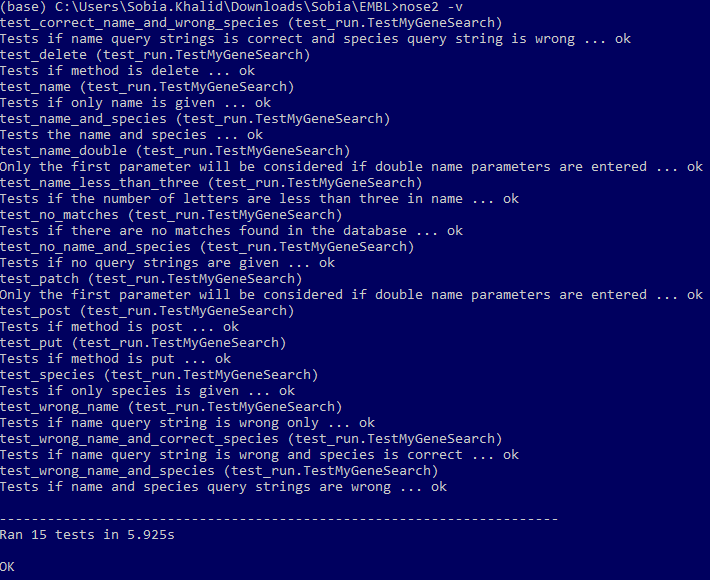 (base) C:\Users\Sobia.Khalid\Downloads\Sobia\EMBL>nose2 -v
test_correct_name_and_wrong_species (test_run.TestMyGeneSearch)
Tests if name query strings is correct and species query string is wrong ... ok
test_delete (test_run.TestMyGeneSearch)
Tests if method is delete ... ok
test_name (test_run.TestMyGeneSearch)
Tests if only name is given ... ok
test_name_and_species (test_run.TestMyGeneSearch)
Tests the name and species ... ok
test_name_double (test_run.TestMyGeneSearch)
Only the first parameter will be considered if double name parameters are entered ... ok
test_name_less_than_three (test_run.TestMyGeneSearch)
Tests if the number of letters are less than three in name ... ok
test_no_matches (test_run.TestMyGeneSearch)
Tests if there are no matches found in the database ... ok
test_no_name_and_species (test_run.TestMyGeneSearch)
Tests if no query strings are given ... ok
test_patch (test_run.TestMyGeneSearch)
Only the first parameter will be considered if double name parameters are entered ... ok
test_post (test_run.TestMyGeneSearch)
Tests if method is post ... ok
test_put (test_run.TestMyGeneSearch)
Tests if method is put ... ok
test_species (test_run.TestMyGeneSearch)
Tests if only species is given ... ok
test_wrong_name (test_run.TestMyGeneSearch)
Tests if name query string is wrong only ... ok
test_wrong_name_and_correct_species (test_run.TestMyGeneSearch)
Tests if name query string is wrong and species is correct ... ok
test_wrong_name_and_species (test_run.TestMyGeneSearch)
Tests if name and species query strings are wrong ... ok
----------------------------------------------------------------------
Ran 15 tests in 5.925s
OK